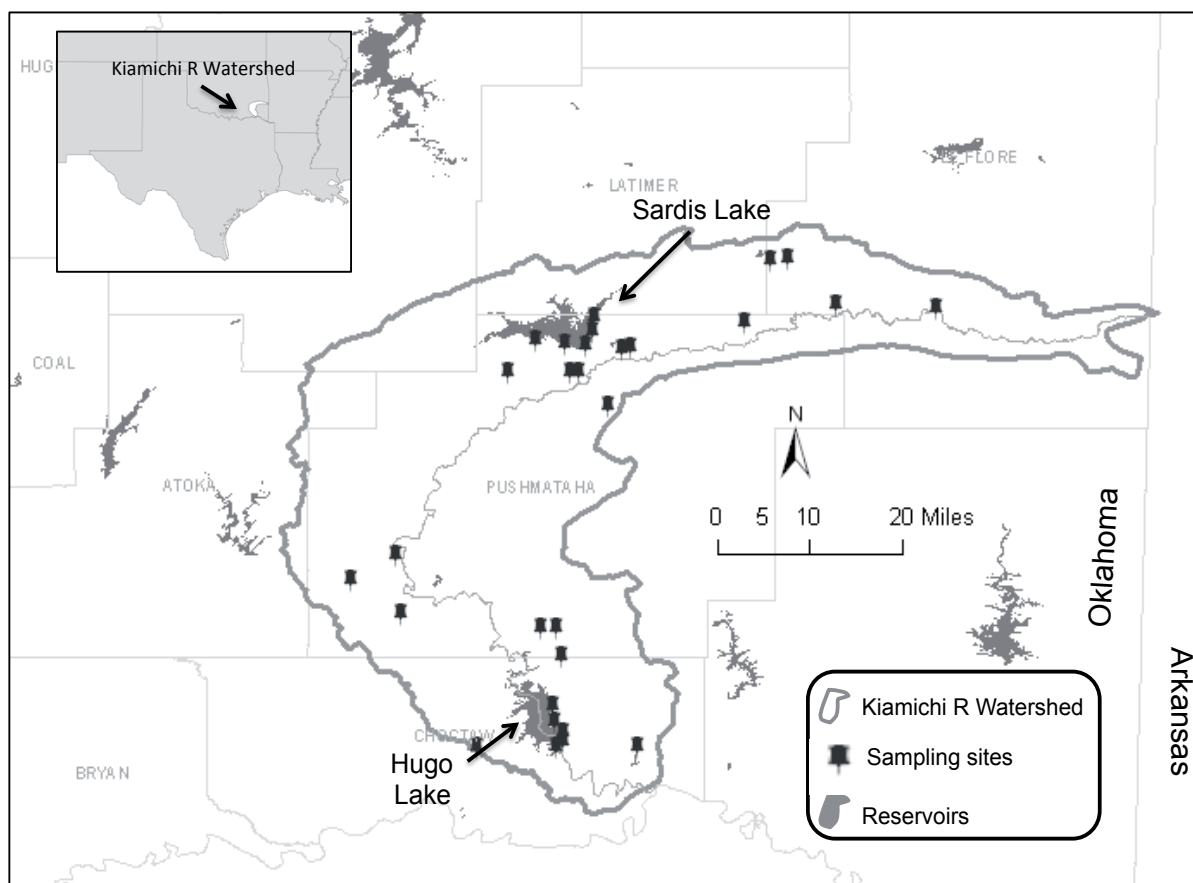 HUG
Kiamichi R Watershed
LATIMER
FLORE
Sardis Lake
COAL
N
ATOKA
PUSHMATAHA
0 5 10 20 Miles
Oklahoma
Arkansas
CHOCTAW
BRYAN
Hugo
Lake
Kiamichi R Watershed
Sampling sites
Reservoirs